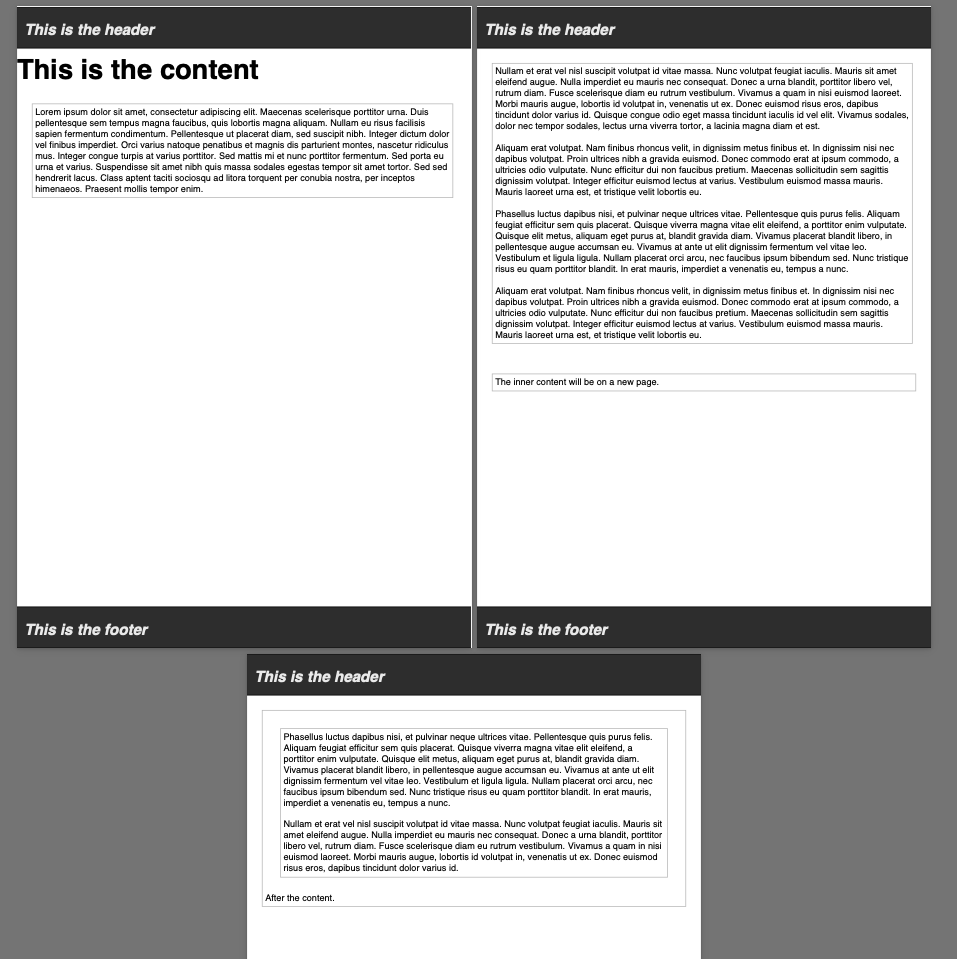 This is the header
This is the content
Lorem ipsum dolor sit amet, consectetur adipiscing elit. Maecenas scelerisque porttitor urna. Duis
pellentesque sem tempus magna faucibus, quis lobortis magna aliquam. Nullam eu risus facilisis
sapien fermentum condimentum. Pellentesque ut placerat diam, sed suscipit nibh. Integer dictum dolor
vel finibus imperdiet. Orci varius natoque penatibus et magnis dis parturient montes, nascetur ridiculus
mus. Integer congue turpis at varius porttitor. Sed mattis mi et nunc porttitor fermentum. Sed porta eu
urna et varius. Suspendisse sit amet nibh quis massa sodales egestas tempor sit amet tortor. Sed sed
hendrerit lacus. Class aptent taciti sociosqu ad litora torquent per conubia nostra, per inceptos
himenaeos. Praesent mollis tempor enim.
This is the footer
This is the header
Nullam et erat vel nisl suscipit volutpat id vitae massa. Nunc volutpat feugiat iaculis. Mauris sit amet
eleifend augue. Nulla imperdiet eu mauris nec consequat. Donec a urna blandit, porttitor libero vel,
rutrum diam. Fusce scelerisque diam eu rutrum vestibulum. Vivamus a quam in nisi euismod laoreet.
Morbi mauris augue, lobortis id volutpat in, venenatis ut ex. Donec euismod risus eros, dapibus
tincidunt dolor varius id. Quisque congue odio eget massa tincidunt iaculis id vel elit. Vivamus sodales,
dolor nec tempor sodales, lectus urna viverra tortor, a lacinia magna diam et est.
Aliquam erat volutpat. Nam finibus rhoncus velit, in dignissim metus finibus et. In dignissim nisi nec
dapibus volutpat. Proin ultrices nibh a gravida euismod. Donec commodo erat at ipsum commodo, a
ultricies odio vulputate. Nunc efficitur dui non faucibus pretium. Maecenas sollicitudin sem sagittis
dignissim volutpat. Integer efficitur euismod lectus at varius. Vestibulum euismod massa mauris.
Mauris laoreet urna est, et tristique velit lobortis eu.
Phasellus luctus dapibus nisi, et pulvinar neque ultrices vitae. Pellentesque quis purus felis. Aliquam
feugiat efficitur sem quis placerat. Quisque viverra magna vitae elit eleifend, a porttitor enim vulputate.
Quisque elit metus, aliquam eget purus at, blandit gravida diam. Vivamus placerat blandit libero, in
pellentesque augue accumsan eu. Vivamus at ante ut elit dignissim fermentum vel vitae leo.
Vestibulum et ligula ligula. Nullam placerat orci arcu, nec faucibus ipsum bibendum sed. Nunc tristique
risus eu quam porttitor blandit. In erat mauris, imperdiet a venenatis eu, tempus a nunc.
Aliquam erat volutpat. Nam finibus rhoncus velit, in dignissim metus finibus et. In dignissim nisi nec
dapibus volutpat. Proin ultrices nibh a gravida euismod. Donec commodo erat at ipsum commodo, a
ultricies odio vulputate. Nunc efficitur dui non faucibus pretium. Maecenas sollicitudin sem sagittis
dignissim volutpat. Integer efficitur euismod lectus at varius. Vestibulum euismod massa mauris.
Mauris laoreet urna est, et tristique velit lobortis eu.
The inner content will be on a new page.
This is the footer
This is the header
Phasellus luctus dapibus nisi, et pulvinar neque ultrices vitae. Pellentesque quis purus felis.
Aliquam feugiat efficitur sem quis placerat. Quisque viverra magna vitae elit eleifend, a
porttitor enim vulputate. Quisque elit metus, aliquam eget purus at, blandit gravida diam.
Vivamus placerat blandit libero, in pellentesque augue accumsan eu. Vivamus at ante ut elit
dignissim fermentum vel vitae leo. Vestibulum et ligula ligula. Nullam placerat orci arcu, nec
faucibus ipsum bibendum sed. Nunc tristique risus eu quam porttitor blandit. In erat mauris,
imperdiet a venenatis eu, tempus a nunc.
Nullam et erat vel nisl suscipit volutpat id vitae massa. Nunc volutpat feugiat iaculis. Mauris sit
amet eleifend augue. Nulla imperdiet eu mauris nec consequat. Donec a urna blandit, porttitor
libero vel, rutrum diam. Fusce scelerisque diam eu rutrum vestibulum. Vivamus a quam in nisi
euismod laoreet. Morbi mauris augue, lobortis id volutpat in, venenatis ut ex. Donec euismod
risus eros, dapibus tincidunt dolor varius id.
After the content.